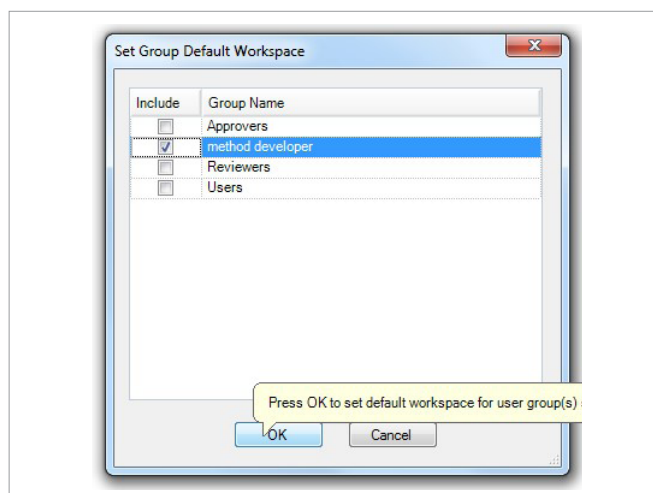 Set Group Default Workspace
Include Group Name
Approvers
method developer
Reviewers
Users
Press OK to set default workspace for user group(s)
OK Cancel